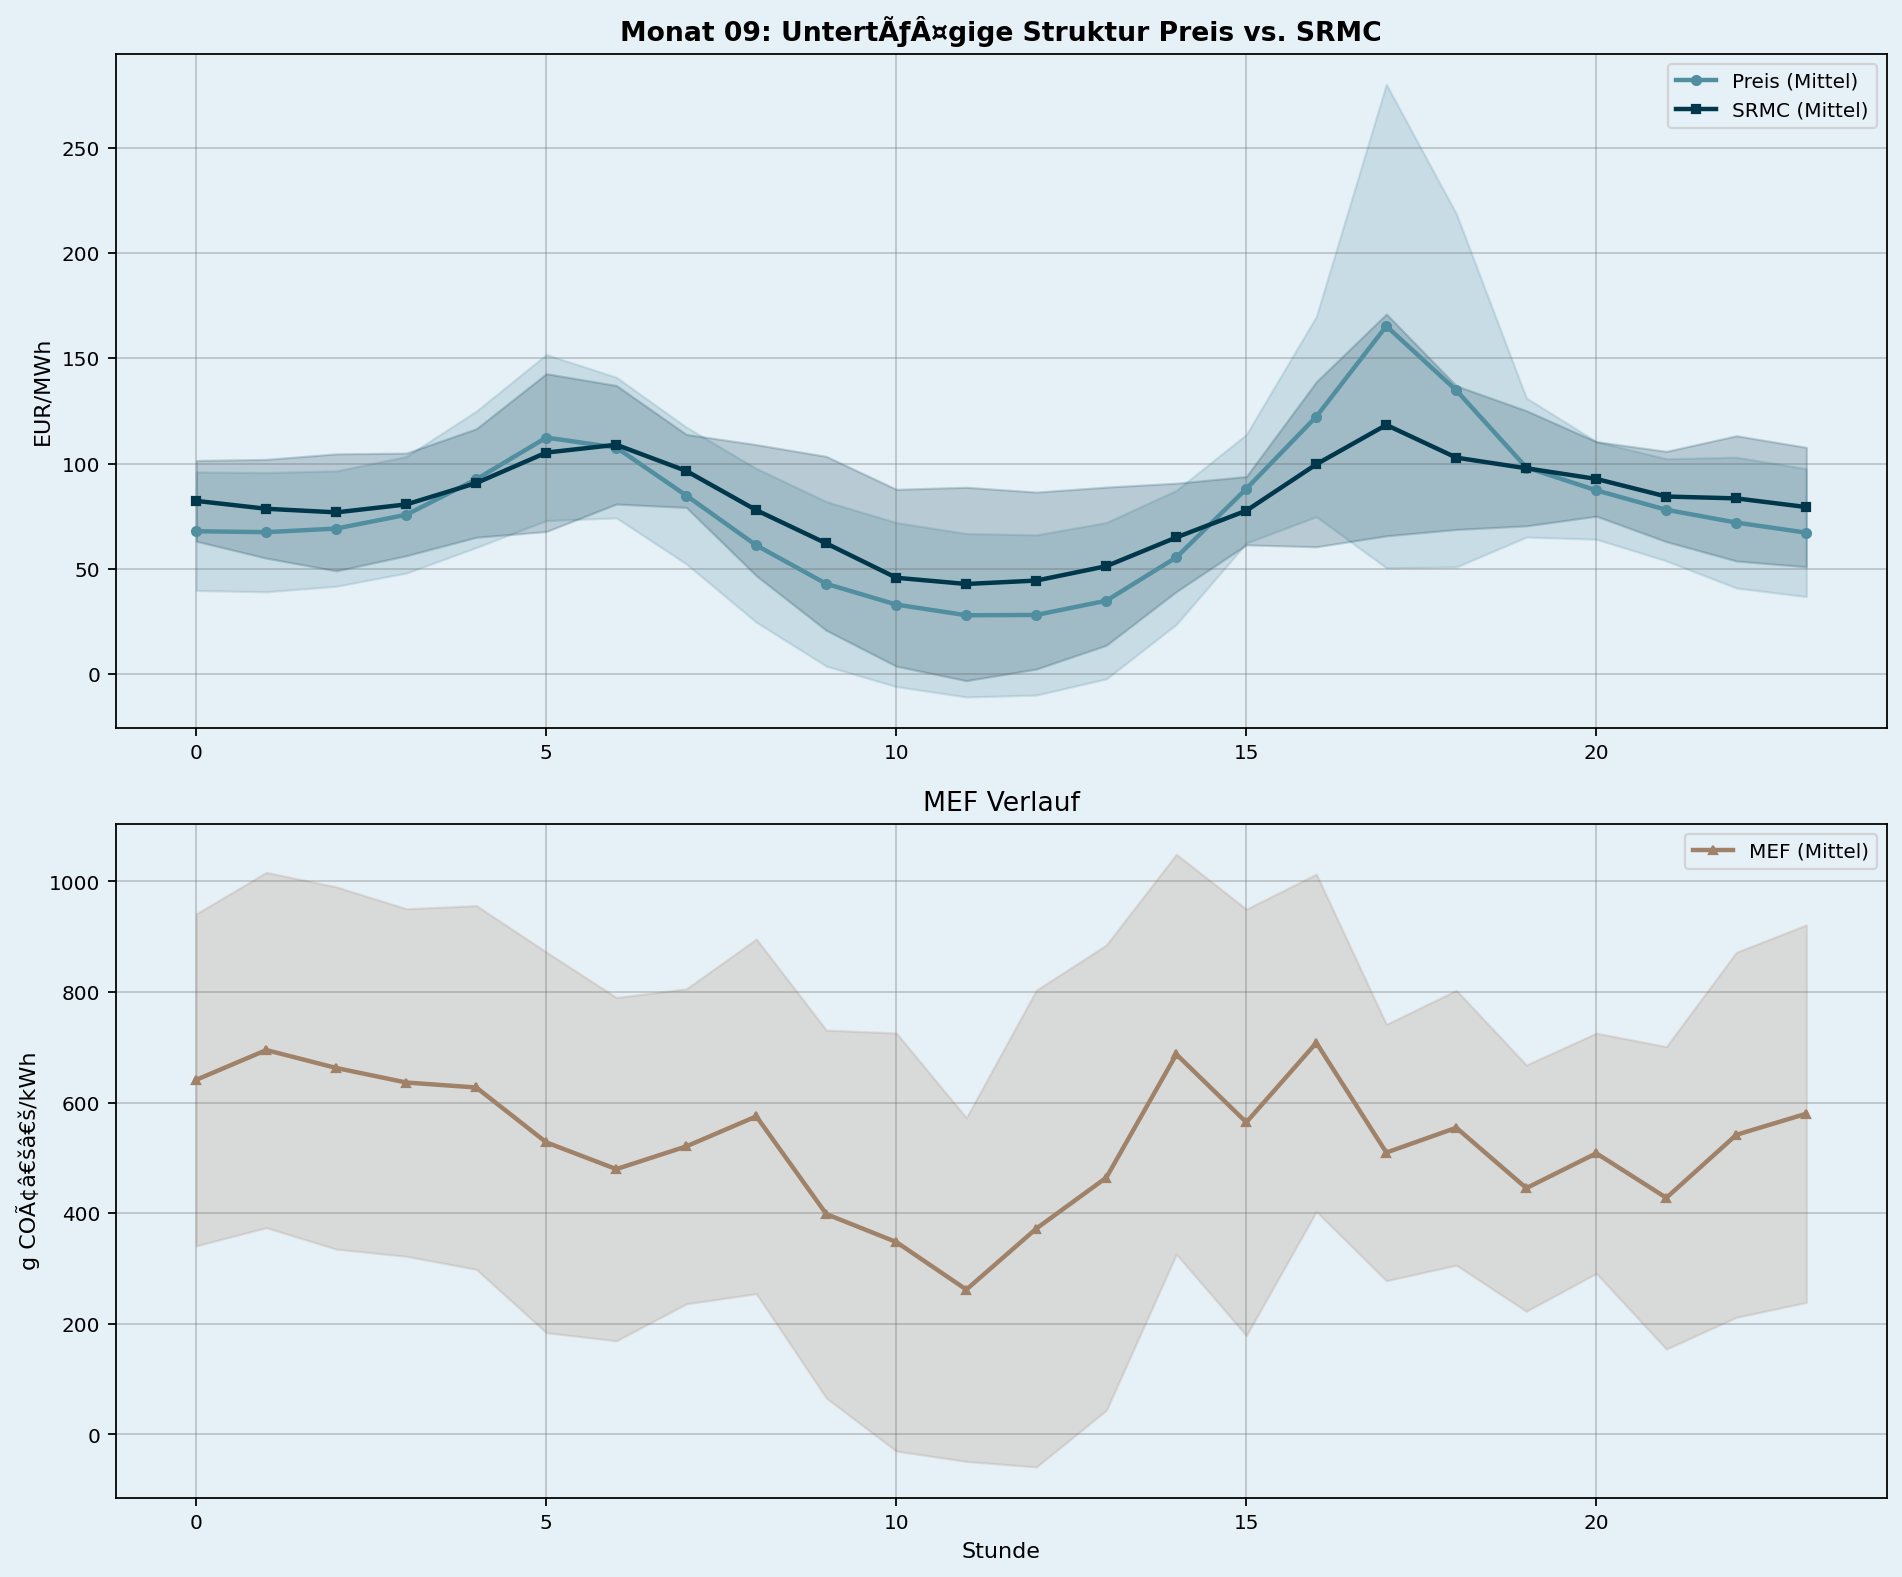 Monat 09: UntertÃƒÂ¤gige Struktur Preis vs. SRMC
Preis (Mittel)
SRMC (Mittel)
EUR/MWh
250
200
150
100
50
0
0 5 10 15 20
MEF Verlauf
MEF (Mittel)
g COÃ¢â€šâ€š/kWh
1000
800
600
400
200
0
0 5 10 15 20
Stunde